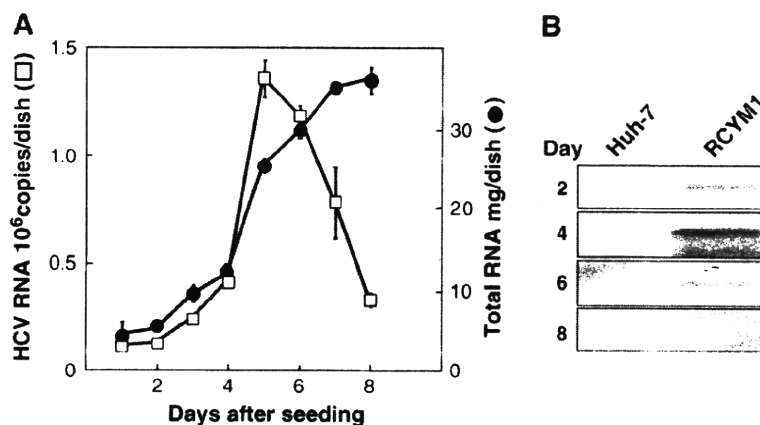 A
HCV RNA 10⁶copies/dish (□)
1.5
1.0
0.5
0
30
20
10
0
Total RNA mg/dish (●)
2 4 6 8
Days after seeding
B
Huh-7 RCYM1
Day
2
4
6
8